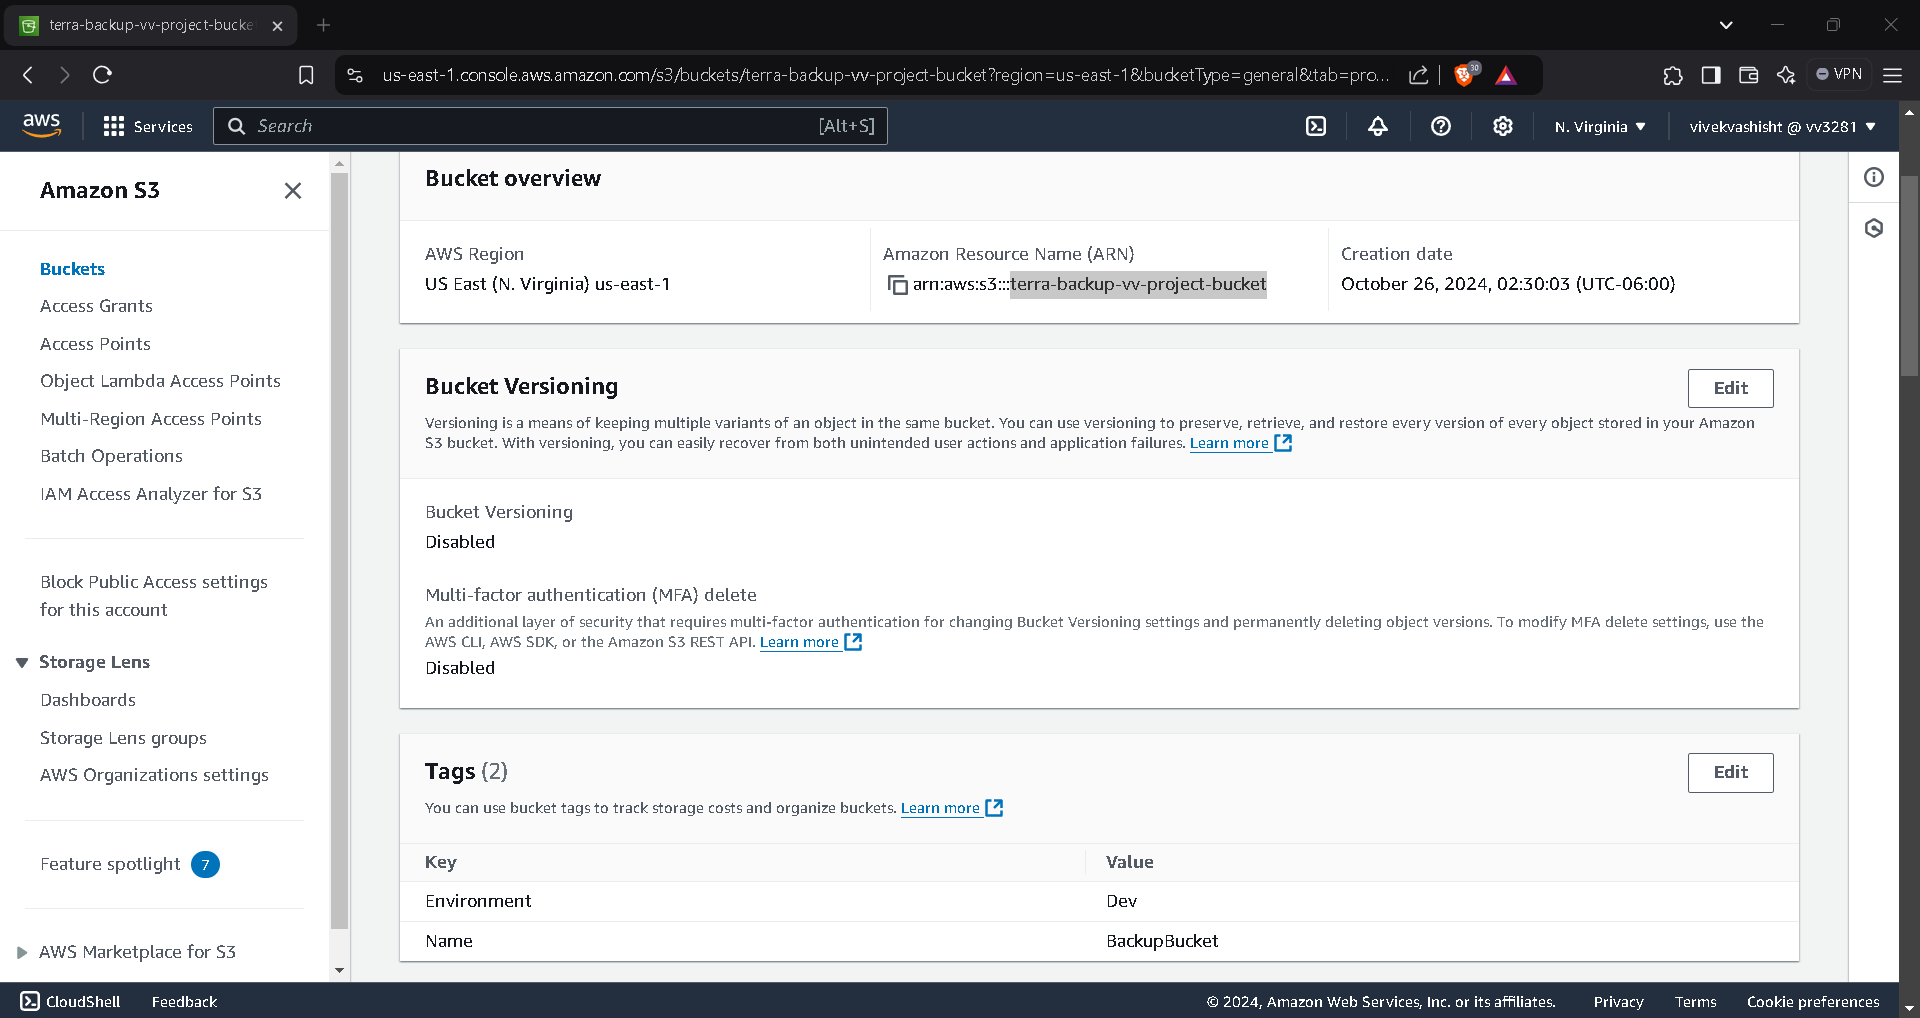 terra-backup-vv-project-bucke
us-east-1.console.aws.amazon.com/s3/buckets/terra-backup-vv-project-bucket?region=us-east-1&bucketType=general&tab=pro...
30
VPN
aws
Services
Search
[Alt+S]
N. Virginia
vivekvashisht @ vv3281
Amazon S3
Buckets
Access Grants
Access Points
Object Lambda Access Points
Multi-Region Access Points
Batch Operations
IAM Access Analyzer for S3
Block Public Access settings
for this account
Storage Lens
Dashboards
Storage Lens groups
AWS Organizations settings
Feature spotlight 7
AWS Marketplace for S3
Bucket overview
AWS Region
US East (N. Virginia) us-east-1
Amazon Resource Name (ARN)
arn:aws:s3:::terra-backup-vv-project-bucket
Creation date
October 26, 2024, 02:30:03 (UTC-06:00)
Bucket Versioning
Edit
Versioning is a means of keeping multiple variants of an object in the same bucket. You can use versioning to preserve, retrieve, and restore every version of every object stored in your Amazon
S3 bucket. With versioning, you can easily recover from both unintended user actions and application failures. Learn more
Bucket Versioning
Disabled
Multi-factor authentication (MFA) delete
An additional layer of security that requires multi-factor authentication for changing Bucket Versioning settings and permanently deleting object versions. To modify MFA delete settings, use the
AWS CLI, AWS SDK, or the Amazon S3 REST API. Learn more
Disabled
Tags (2)
Edit
You can use bucket tags to track storage costs and organize buckets. Learn more
Key Value
Environment Dev
Name BackupBucket
CloudShell Feedback
© 2024, Amazon Web Services, Inc. or its affiliates. Privacy Terms Cookie preferences